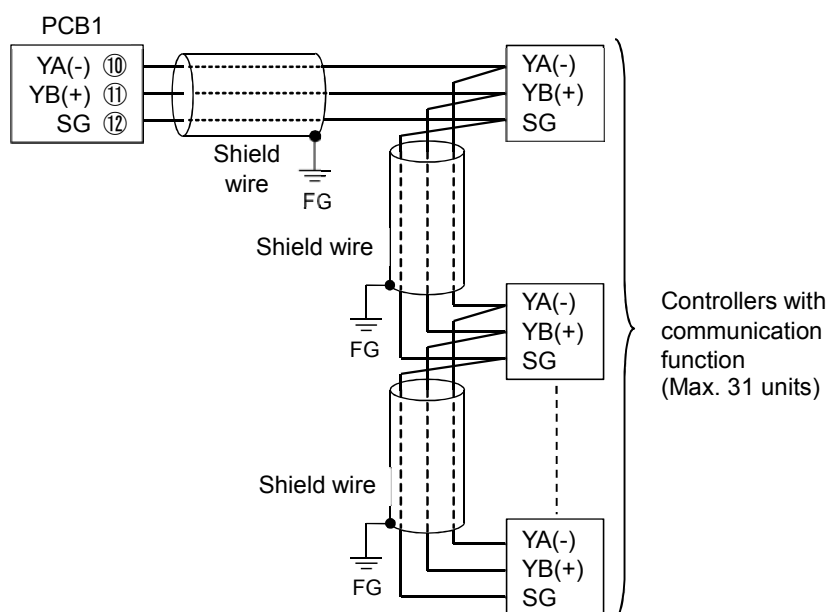 PCB1
YA(-) ⑩
YB(+) ⑪
SG ⑫
Shield
wire
FG
YA(-)
YB(+)
SG
Shield wire
FG
YA(-)
YB(+)
SG
Controllers with
communication
function
(Max. 31 units)
Shield wire
FG
YA(-)
YB(+)
SG